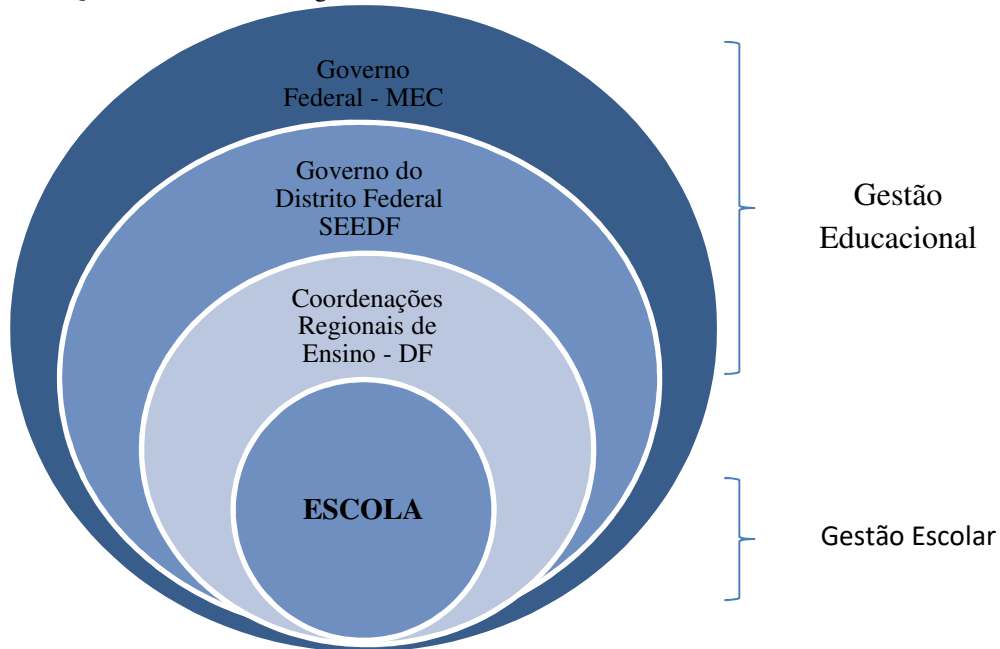 Governo
Federal - MEC
Governo do
Distrito Federal
SEEDF
Coordenações
Regionais de
Ensino - DF
ESCOLA
Gestão
Educacional
Gestão Escolar